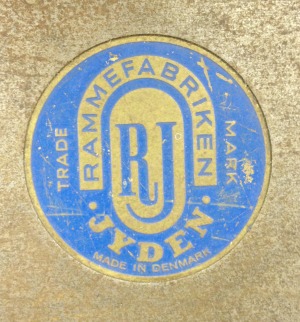 RAMMEFABRIKEN
TRADE MARK
RJ
· JYDEN ·
MADE IN DENMARK